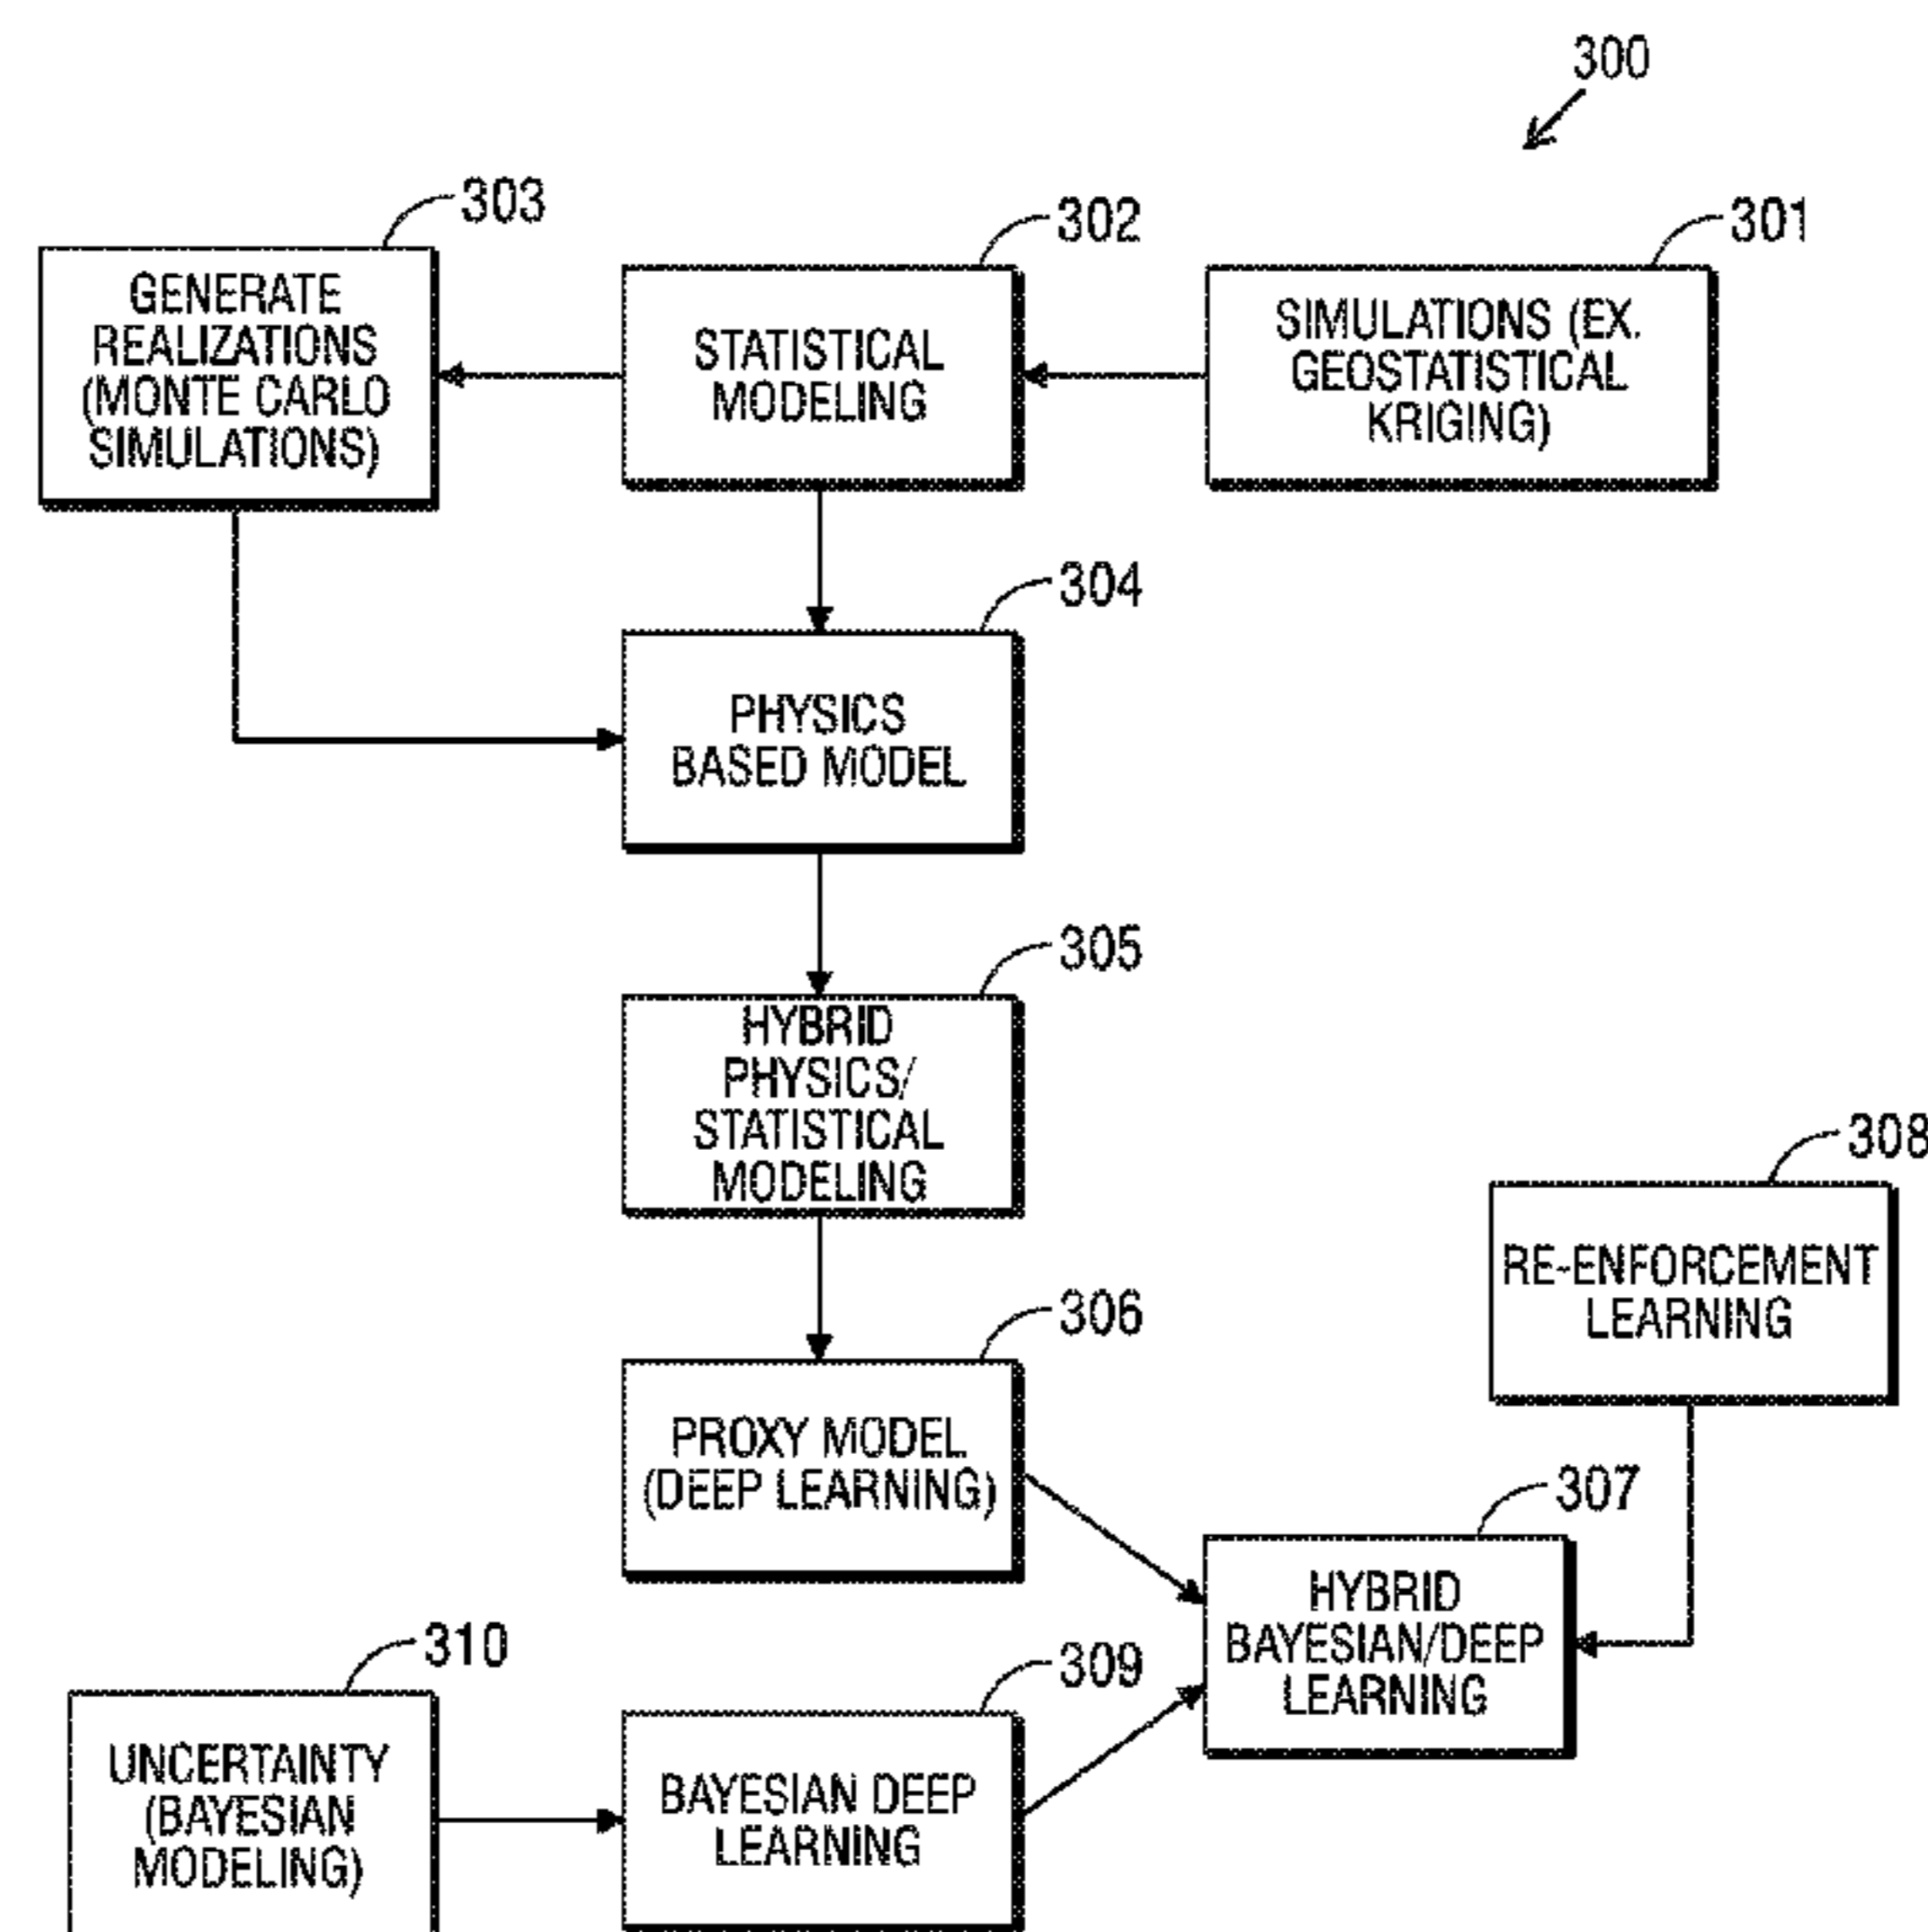 300
303
302
301
GENERATE
REALIZATIONS
(MONTE CARLO
SIMULATIONS)
STATISTICAL
MODELING
SIMULATIONS (EX.
GEOSTATISTICAL
KRIGING)
304
PHYSICS
BASED MODEL
305
HYBRID
PHYSICS/
STATISTICAL
MODELING
308
RE-ENFORCEMENT
LEARNING
306
PROXY MODEL
(DEEP LEARNING)
307
HYBRID
BAYESIAN/DEEP
LEARNING
310
309
UNCERTAINTY
(BAYESIAN
MODELING)
BAYESIAN DEEP
LEARNING